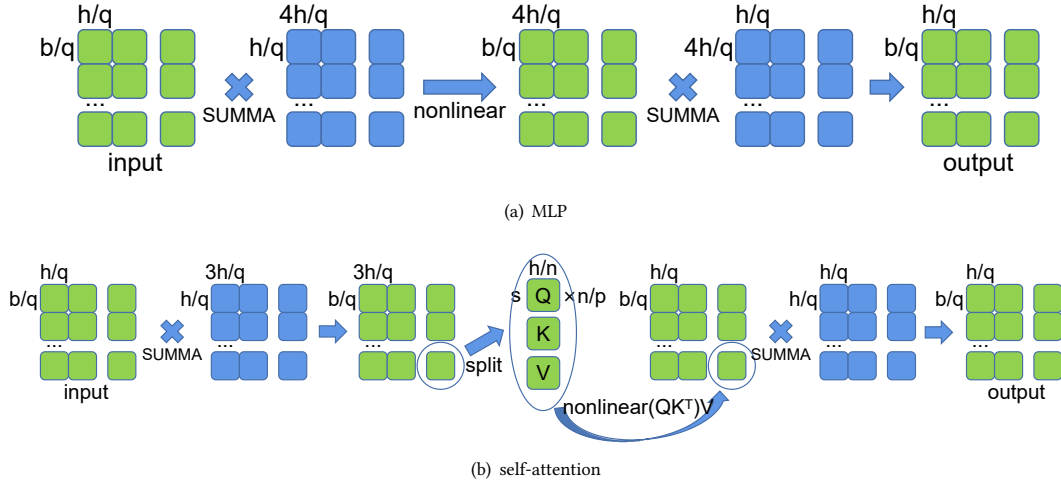 h/q 4h/q 4h/q h/q h/q
b/q h/q b/q 4h/q b/q
... ... ... ... ...
SUMMA nonlinear SUMMA
input output
(a) MLP
h/q 3h/q 3h/q h/n h/q h/q h/q
b/q h/q b/q s Q ×n/p b/q h/q b/q
K
... ... ... ... ... ...
SUMMA split V SUMMA
input nonlinear(QKᵀ)V output
(b) self-attention